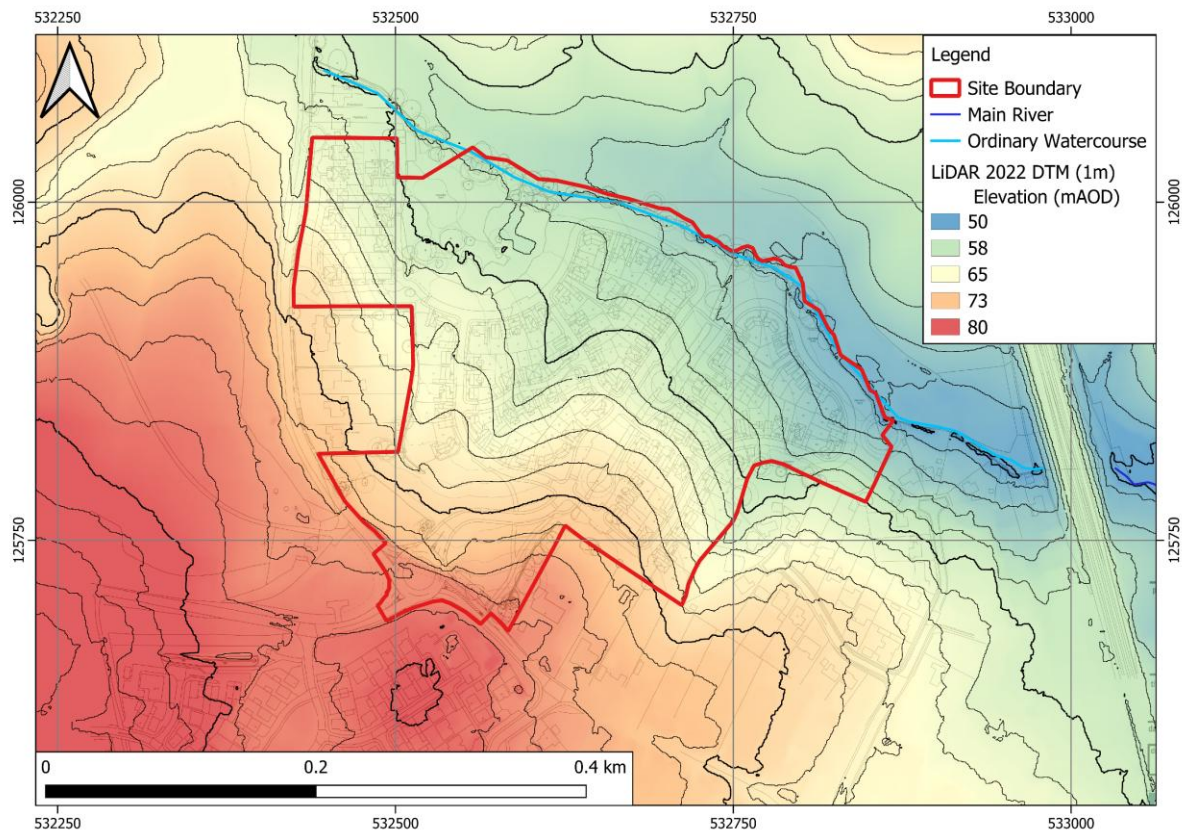 532250 532500 532750 533000
Legend
Site Boundary
Main River
Ordinary Watercourse
LiDAR 2022 DTM (1m)
Elevation (mAOD)
50
58
65
73
80
126000 126000
125750 125750
0 0.2 0.4 km
532250 532500 532750 533000